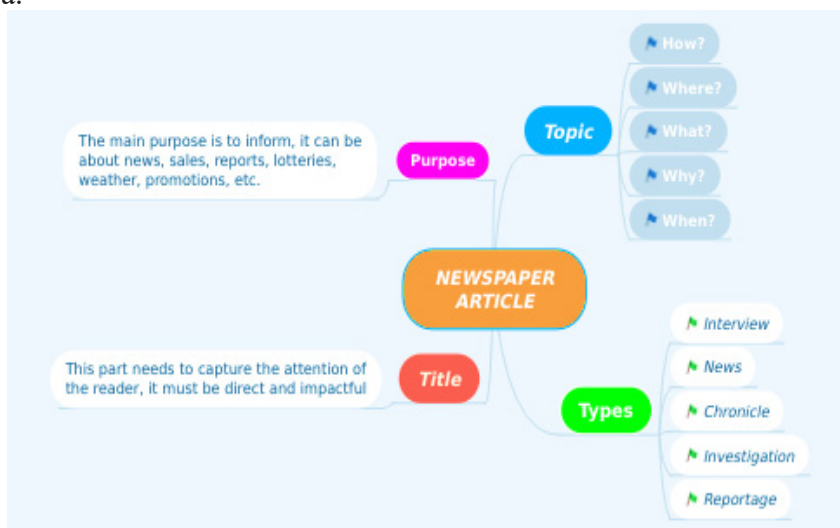 a.
How?
Where?
What?
Why?
When?
Topic
The main purpose is to inform, it can be
about news, sales, reports, lotteries,
weather, promotions, etc.
Purpose
NEWSPAPER
ARTICLE
This part needs to capture the attention of
the reader, it must be direct and impactful
Title
Types
Interview
News
Chronicle
Investigation
Reportage